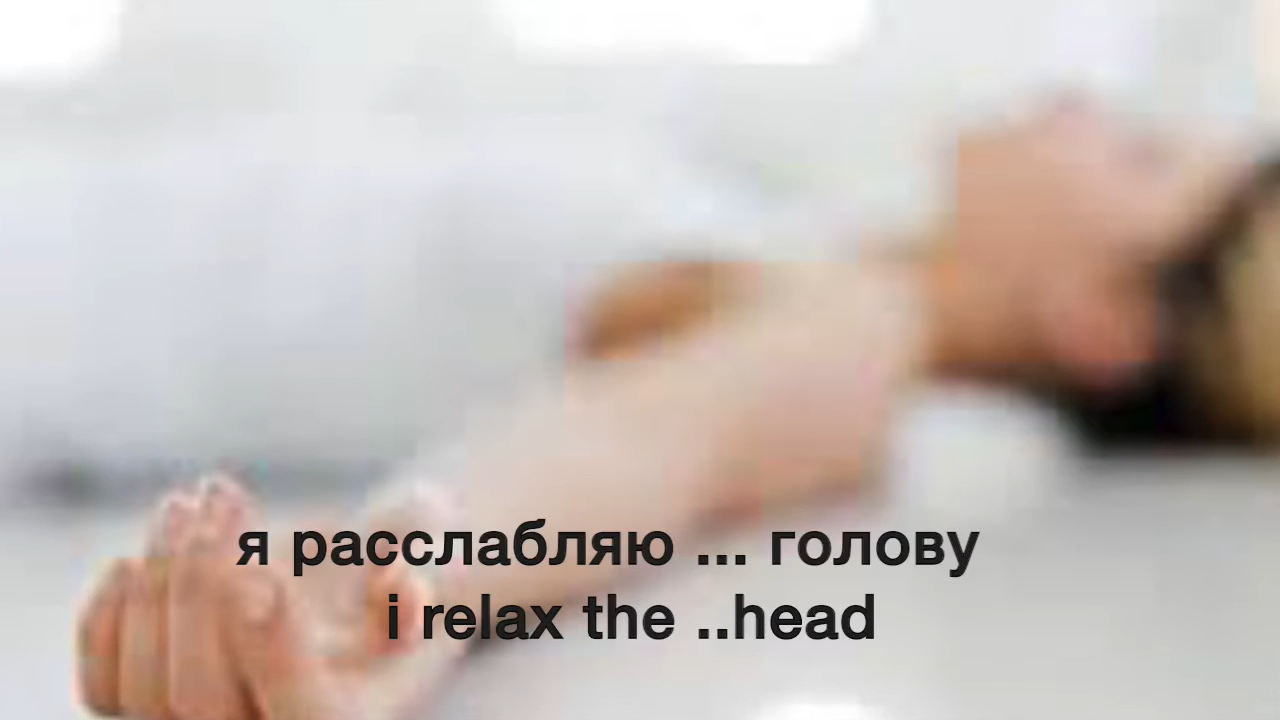 я расслабляю ... голову
i relax the ..head